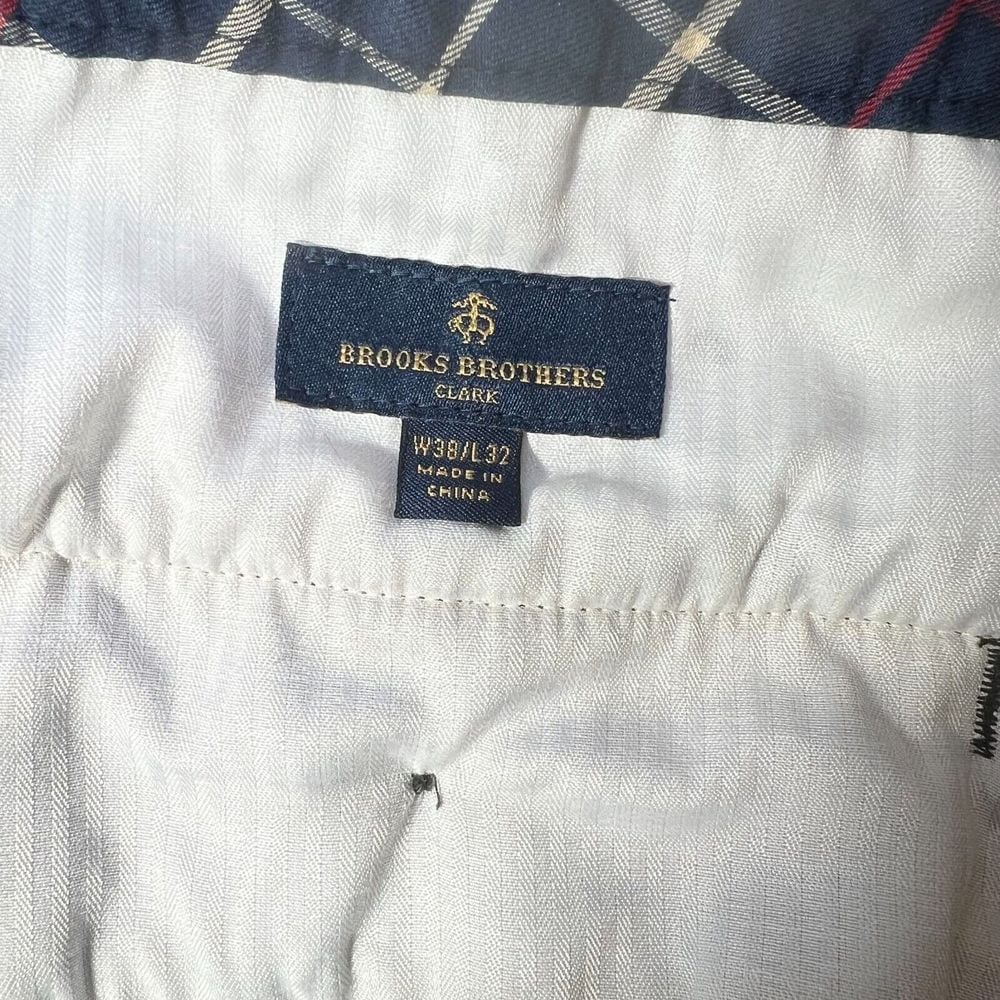 BROOKS BROTHERS
CLARK
W38/L32
MADE IN
CHINA